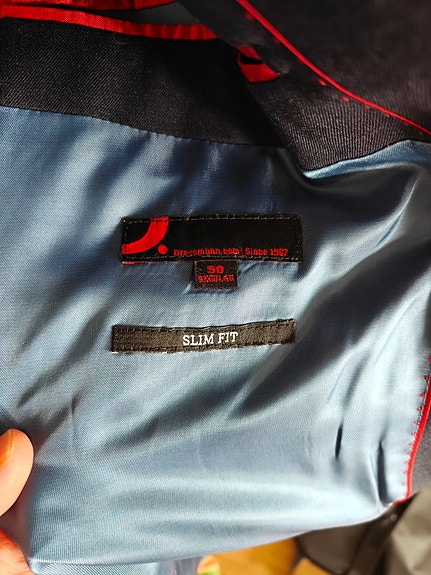 Dressmann.com! Since 1967
50
REGULAR
SLIM FIT